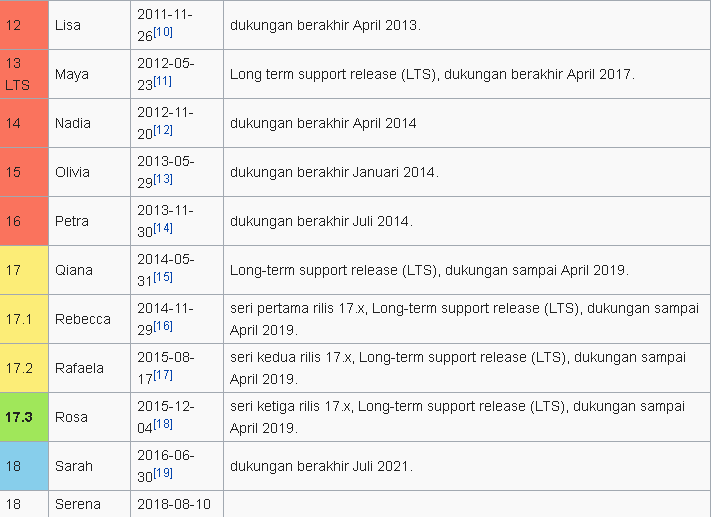 12 Lisa 2011-11-
26[10] dukungan berakhir April 2013.
13
LTS Maya 2012-05-
23[11] Long term support release (LTS), dukungan berakhir April 2017.
14 Nadia 2012-11-
20[12] dukungan berakhir April 2014
15 Olivia 2013-05-
29[13] dukungan berakhir Januari 2014.
16 Petra 2013-11-
30[14] dukungan berakhir Juli 2014.
17 Qiana 2014-05-
31[15] Long-term support release (LTS), dukungan sampai April 2019.
17.1 Rebecca 2014-11-
29[16] seri pertama rilis 17.x, Long-term support release (LTS), dukungan sampai
April 2019.
17.2 Rafaela 2015-08-
17[17] seri kedua rilis 17.x, Long-term support release (LTS), dukungan sampai
April 2019.
17.3 Rosa 2015-12-
04[18] seri ketiga rilis 17.x, Long-term support release (LTS), dukungan sampai
April 2019.
18 Sarah 2016-06-
30[19] dukungan berakhir Juli 2021.
18 Serena 2018-08-10